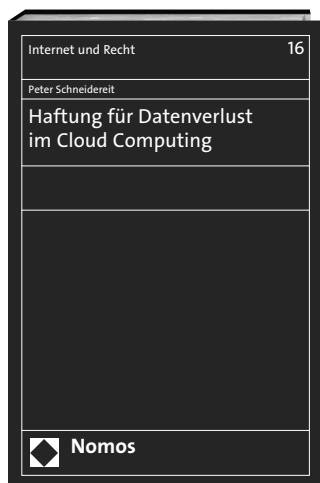 Internet und Recht 16
Peter Schneidereit
Haftung für Datenverlust
im Cloud Computing
Nomos